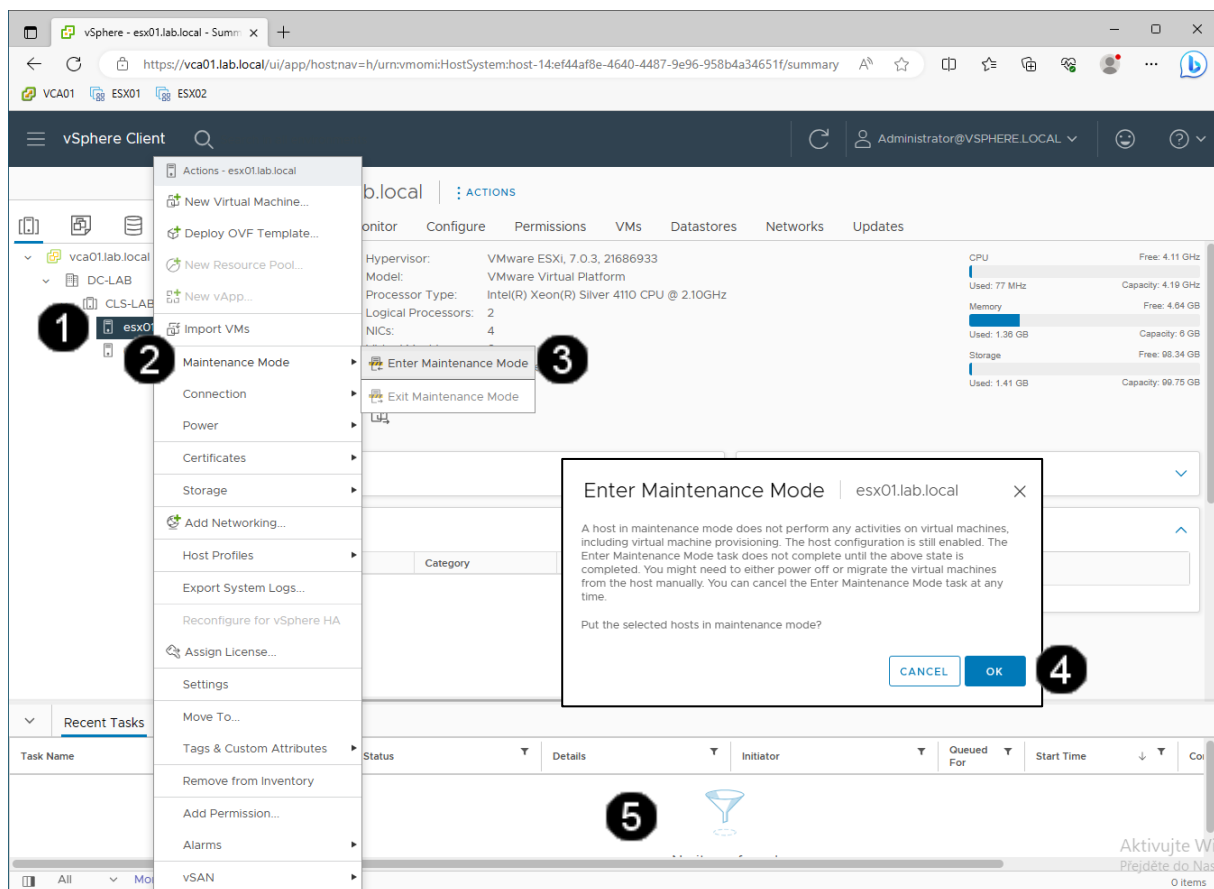 vSphere - esx01.lab.local - Summ
https://vca01.lab.local/ui/app/host;nav=h/urn:vmomi:HostSystem:host-14:ef44af8e-4640-4487-9e96-958b4a34651f/summary
VCA01 ESX01 ESX02
vSphere Client
Administrator@VSPHERE.LOCAL
b.local
ACTIONS
onitor Configure Permissions VMs Datastores Networks Updates
vca01.lab.local
DC-LAB
CLS-LAB
esx01
1
2
Actions - esx01.lab.local
New Virtual Machine...
Deploy OVF Template...
New Resource Pool...
New vApp...
Import VMs
Maintenance Mode
Connection
Power
Certificates
Storage
Add Networking...
Host Profiles
Export System Logs...
Reconfigure for vSphere HA
Assign License...
Settings
Move To...
Tags & Custom Attributes
Remove from Inventory
Add Permission...
Alarms
vSAN
Enter Maintenance Mode
Exit Maintenance Mode
3
Hypervisor: VMware ESXi, 7.0.3, 21686933
Model: VMware Virtual Platform
Processor Type: Intel(R) Xeon(R) Silver 4110 CPU @ 2.10GHz
Logical Processors: 2
NICs: 4
CPU Free: 4.11 GHz
Used: 77 MHz Capacity: 4.19 GHz
Memory Free: 4.64 GB
Used: 1.36 GB Capacity: 6 GB
Storage Free: 98.34 GB
Used: 1.41 GB Capacity: 99.75 GB
Category
Enter Maintenance Mode esx01.lab.local
A host in maintenance mode does not perform any activities on virtual machines,
including virtual machine provisioning. The host configuration is still enabled. The
Enter Maintenance Mode task does not complete until the above state is
completed. You might need to either power off or migrate the virtual machines
from the host manually. You can cancel the Enter Maintenance Mode task at any
time.
Put the selected hosts in maintenance mode?
CANCEL OK
4
Recent Tasks
Task Name Status Details Initiator Queued For Start Time Co
5
Aktivujte Wi
Přejděte do Nas
All Mo
0 items